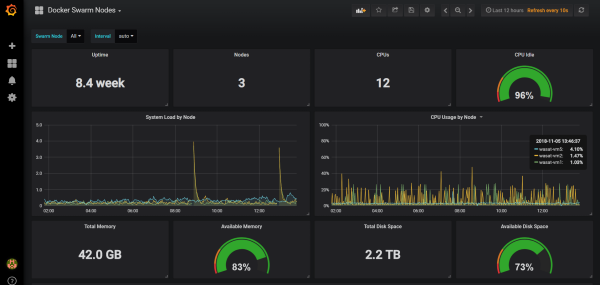 Docker Swarm Nodes
Last 12 hours Refresh every 10s
Swarm Node All Interval auto
Uptime Nodes CPUs CPU Idle
8.4 week 3 12 96%
System Load by Node CPU Usage by Node
5.0 100%
4.0 80%
3.0 60%
2.0 40%
1.0 20%
0 0%
02:00 04:00 06:00 08:00 10:00 12:00 02:00 04:00 06:00 08:00 10:00 12:00
2018-11-05 13:46:37
wasat-vm3: 4.10%
wasat-vm2: 1.47%
wasat-vm1: 1.02%
Total Memory Available Memory Total Disk Space Available Disk Space
42.0 GB 83% 2.2 TB 73%